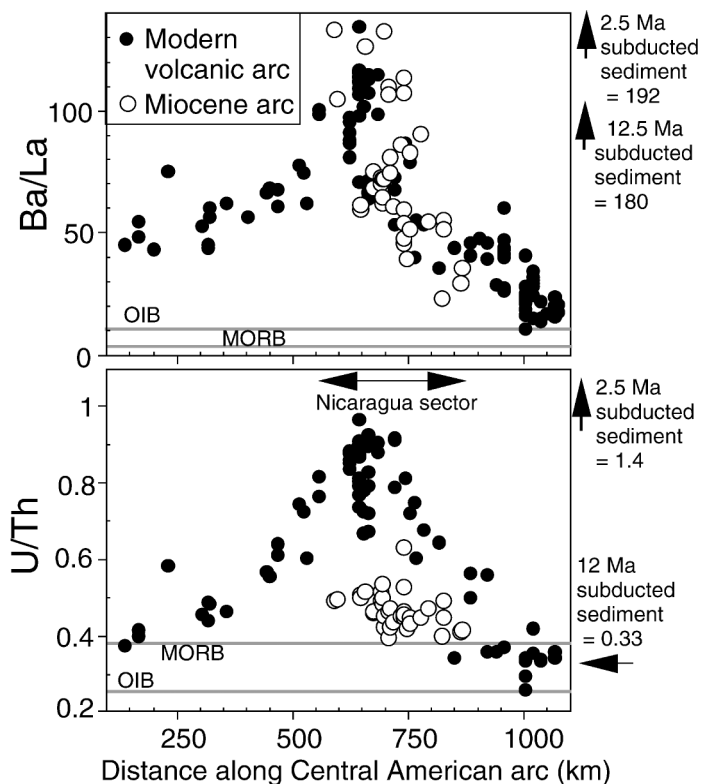 Modern
volcanic arc
Miocene arc
Ba/La
100
50
0
OIB
MORB
2.5 Ma
subducted
sediment
= 192
12.5 Ma
subducted
sediment
= 180
Nicaragua sector
U/Th
1
0.8
0.6
0.4
0.2
MORB
OIB
2.5 Ma
subducted
sediment
= 1.4
12 Ma
subducted
sediment
= 0.33
250
500
750
1000
Distance along Central American arc (km)